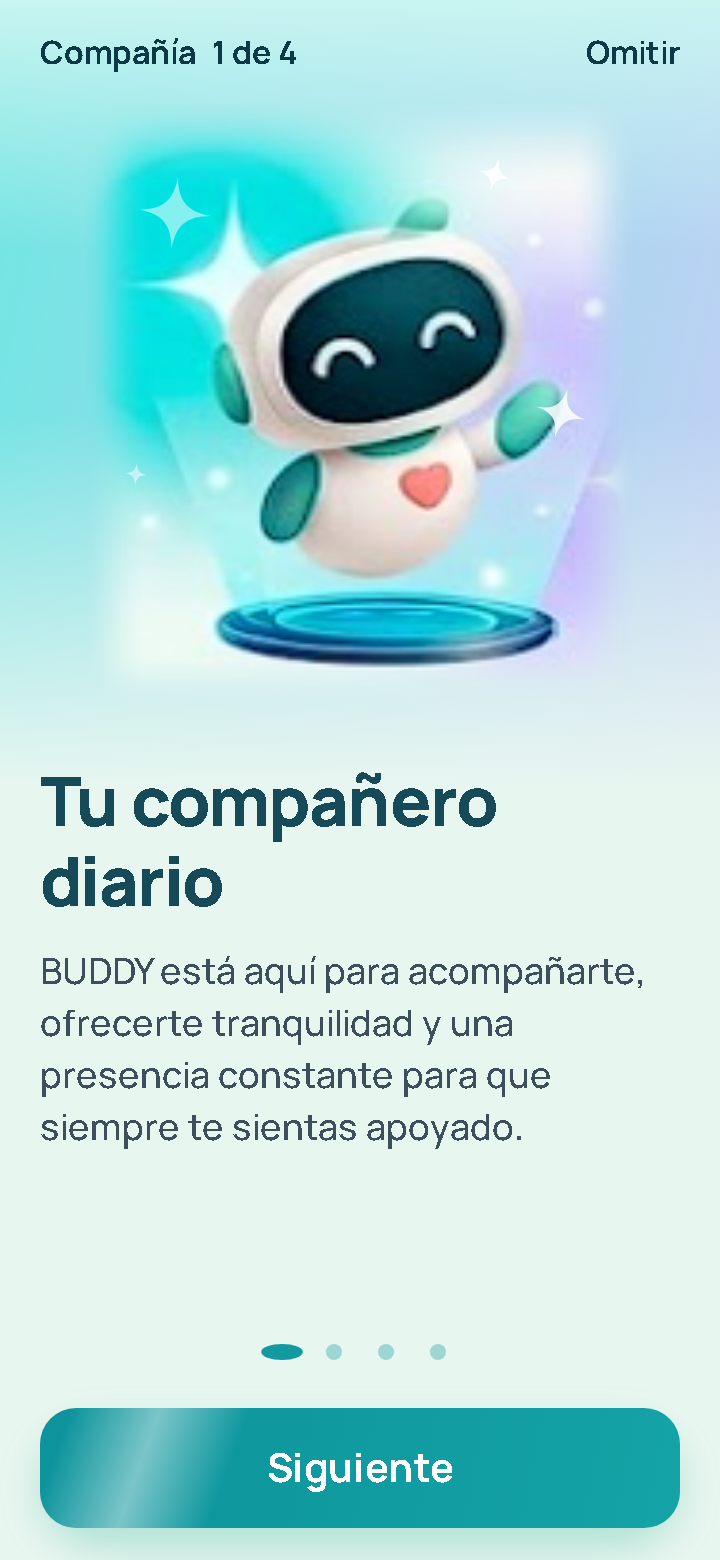 Compañía 1 de 4
Omitir
Tu compañero
diario
BUDDY está aquí para acompañarte,
ofrecerte tranquilidad y una
presencia constante para que
siempre te sientas apoyado.
Siguiente